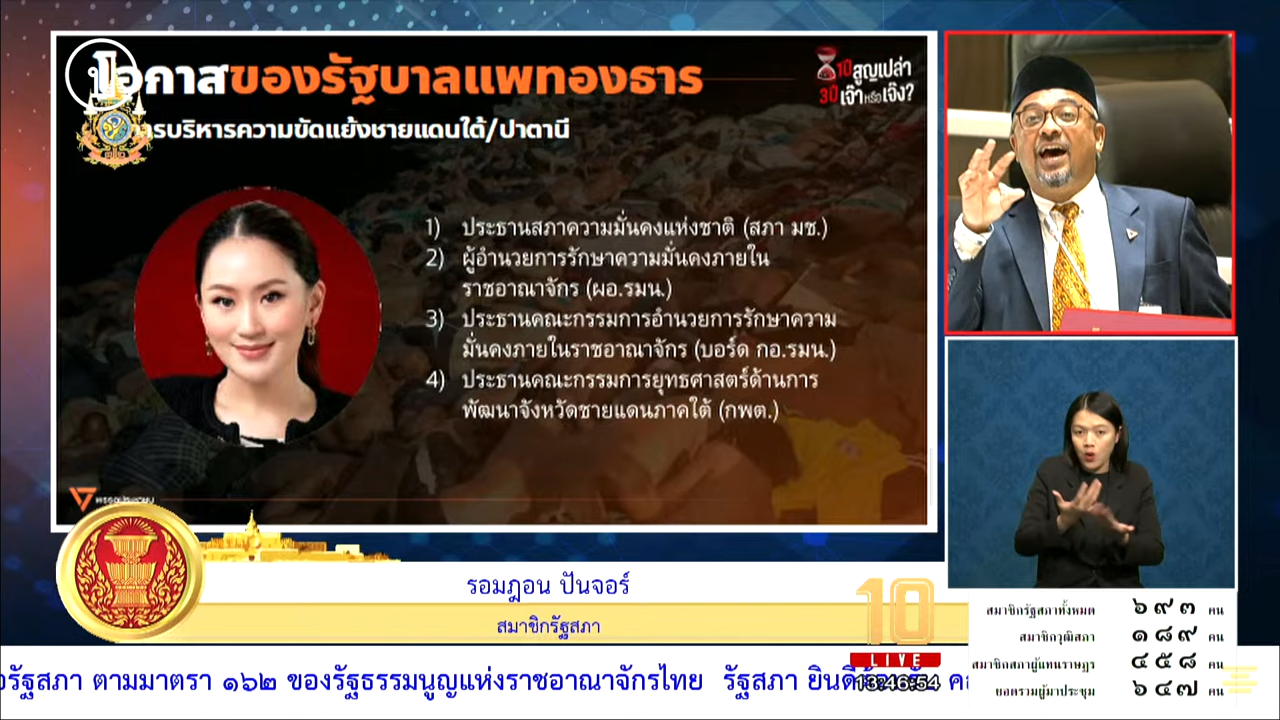 โอกาสของรัฐบาลแพทองธาร
การบริหารความขัดแย้งชายแดนใต้/ปาตานี
10 ปี สูญเปล่า
3 ปี เจ๊า หรือ เจ๊ง?
1) ประธานสภาความมั่นคงแห่งชาติ (สภา มช.)
2) ผู้อำนวยการรักษาความมั่นคงภายใน
ราชอาณาจักร (ผอ.รมน.)
3) ประธานคณะกรรมการอำนวยการรักษาความ
มั่นคงภายในราชอาณาจักร (บอร์ด กอ.รมน.)
4) ประธานคณะกรรมการยุทธศาสตร์ด้านการ
พัฒนาจังหวัดชายแดนภาคใต้ (กพต.)
พรรคประชาชน
รอมฎอน ปันจอร์
สมาชิกรัฐสภา
10
LIVE
13:46:54
สมาชิกรัฐสภาทั้งหมด ๖๙๓ คน
สมาชิกวุฒิสภา ๑๘๙ คน
สมาชิกสภาผู้แทนราษฎร ๔๕๘ คน
ยอดรวมผู้มาประชุม ๖๔๗ คน
รัฐสภา ตามมาตรา ๑๖๒ ของรัฐธรรมนูญแห่งราชอาณาจักรไทย รัฐสภา ยินดี